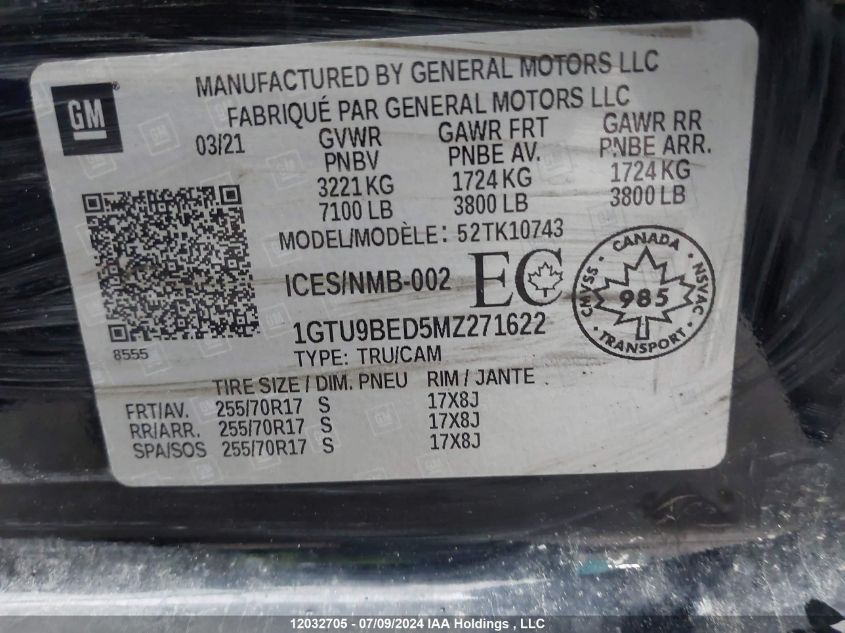 GM
MANUFACTURED BY GENERAL MOTORS LLC
FABRIQUÉ PAR GENERAL MOTORS LLC
03/21 GVWR GAWR FRT GAWR RR
PNBV PNBE AV. PNBE ARR.
3221 KG 1724 KG 1724 KG
7100 LB 3800 LB 3800 LB
MODEL/MODÈLE: 52TK10743
ICES/NMB-002 EC
CANADA
CMVSS 985 NSVAC
TRANSPORT
1GTU9BED5MZ271622
8555
TYPE: TRU/CAM
TIRE SIZE / DIM. PNEU RIM / JANTE
FRT/AV. 255/70R17 S 17X8J
RR/ARR. 255/70R17 S 17X8J
SPA/SOS 255/70R17 S 17X8J
12032705 - 07/09/2024 IAA Holdings , LLC